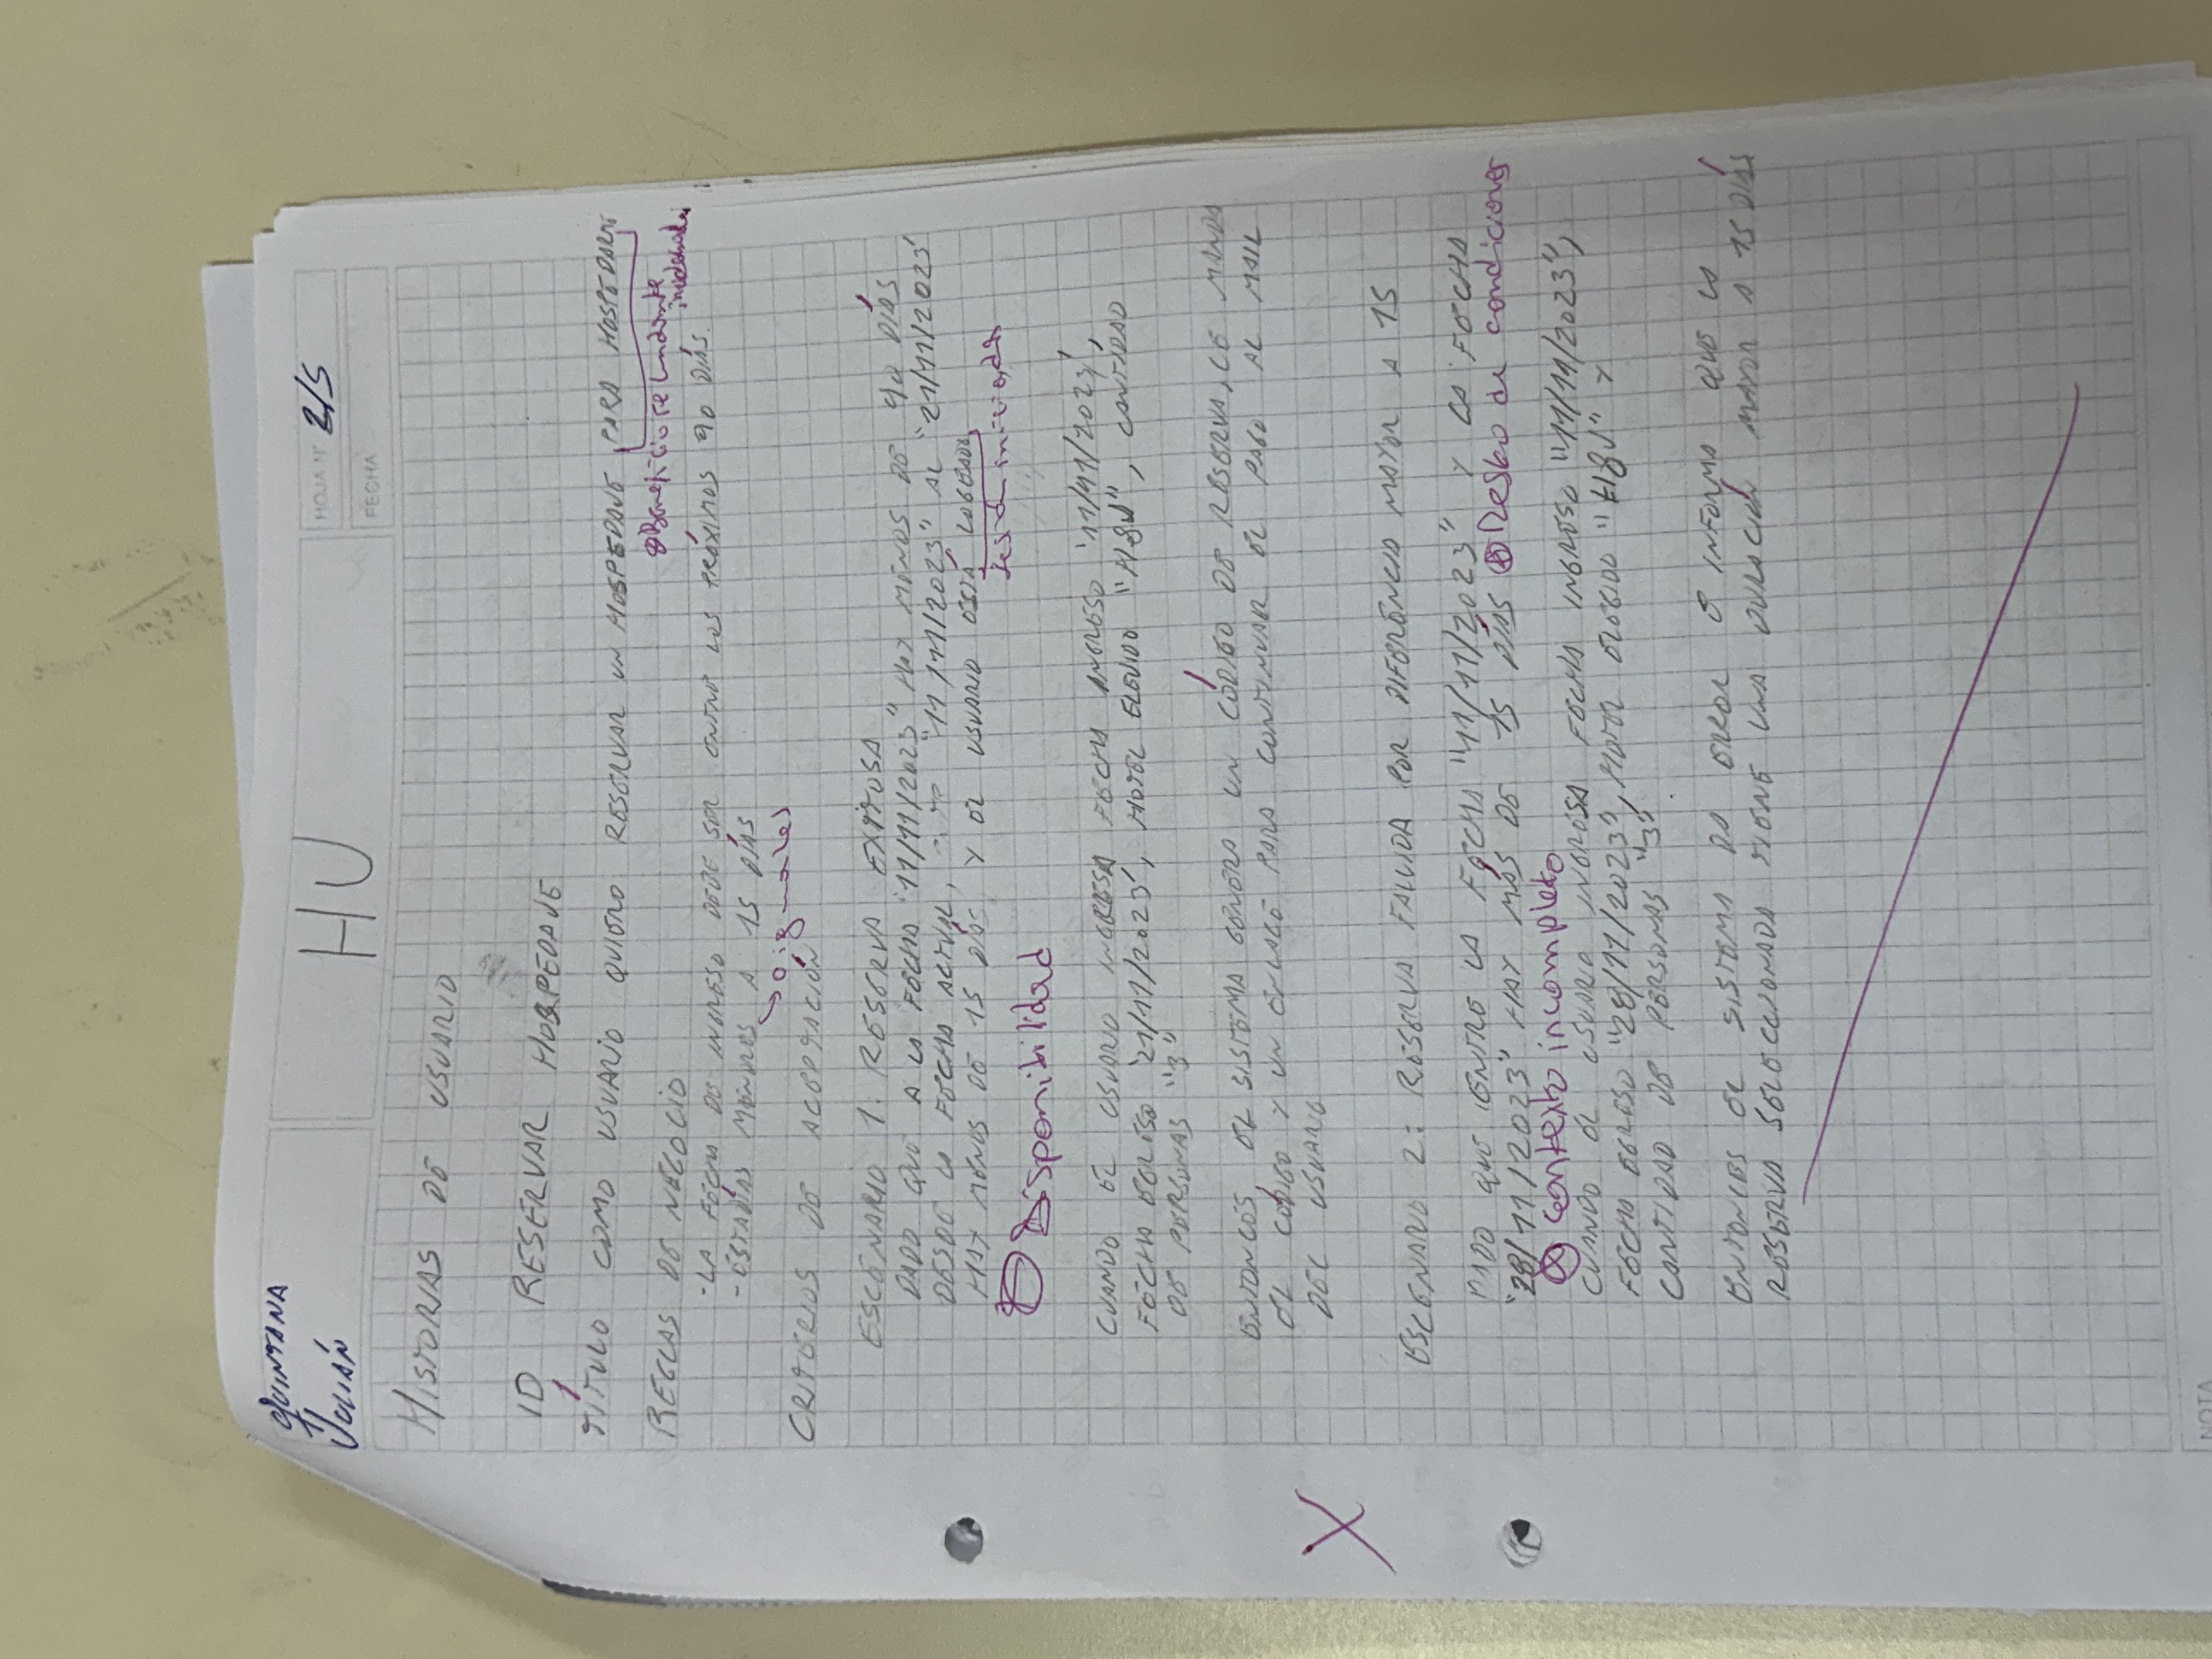 QUINTANA
JULIÁN
HU
HOJA N° 2/5
FECHA
HISTORIAS DE USUARIO
ID RESERVAR HOSPEDAJE
TÍTULO COMO USUARIO QUIERO RESERVAR UN HOSPEDAJE PARA HOSPEDARME
Beneficio redundante
REGLAS DE NEGOCIO
-LA FECHA DE INGRESO DEBE SER ENTRE LOS PRÓXIMOS 90 DÍAS.
-ESTADÍAS MENORES A 15 DÍAS
o iguales
CRITERIOS DE ACEPTACIÓN
ESCENARIO 1: RESERVA EXITOSA
DADO QUE A LA FECHA "11/11/2023" HAY MENOS DE 90 DÍAS
DESDE LA FECHA ACTUAL, "11/11/2023" AL "21/11/2023"
HAY MENOS DE 15 DÍAS Y EL USUARIO ESTÁ LOGEADO,
sesión iniciada
Disponibilidad
CUANDO EL USUARIO INGRESA FECHA INGRESO "11/11/2023",
FECHA EGRESO "21/11/2023", HOTEL ELEGIDO CANTIDAD
DE PERSONAS "3"
ENTONCES, EL SISTEMA GENERA UN CÓDIGO DE RESERVA, LE MANDA
EL CÓDIGO Y UN ENLACE PARA CONTINUAR EL PAGO AL MAIL
DEL USUARIO
X
ESCENARIO 2: RESERVA FALLIDA POR DIFERENCIA MAYOR A 15
DADO QUE ENTRE LA FECHA "11/11/2023" Y LA FECHA
"28/11/2023" HAY MÁS DE 15 DÍAS Resto de condiciones
contexto incompleto
CUANDO EL USUARIO INGRESA FECHA INGRESO "11/11/2023",
FECHA EGRESO "28/11/2023", HOTEL ELEGIDO Y
CANTIDAD DE PERSONAS "3".
ENTONCES EL SISTEMA DA ERROR E INFORMA QUE LA
RESERVA SELECCIONADA TIENE UNA DURACIÓN MAYOR A 15 DÍAS
NOTA